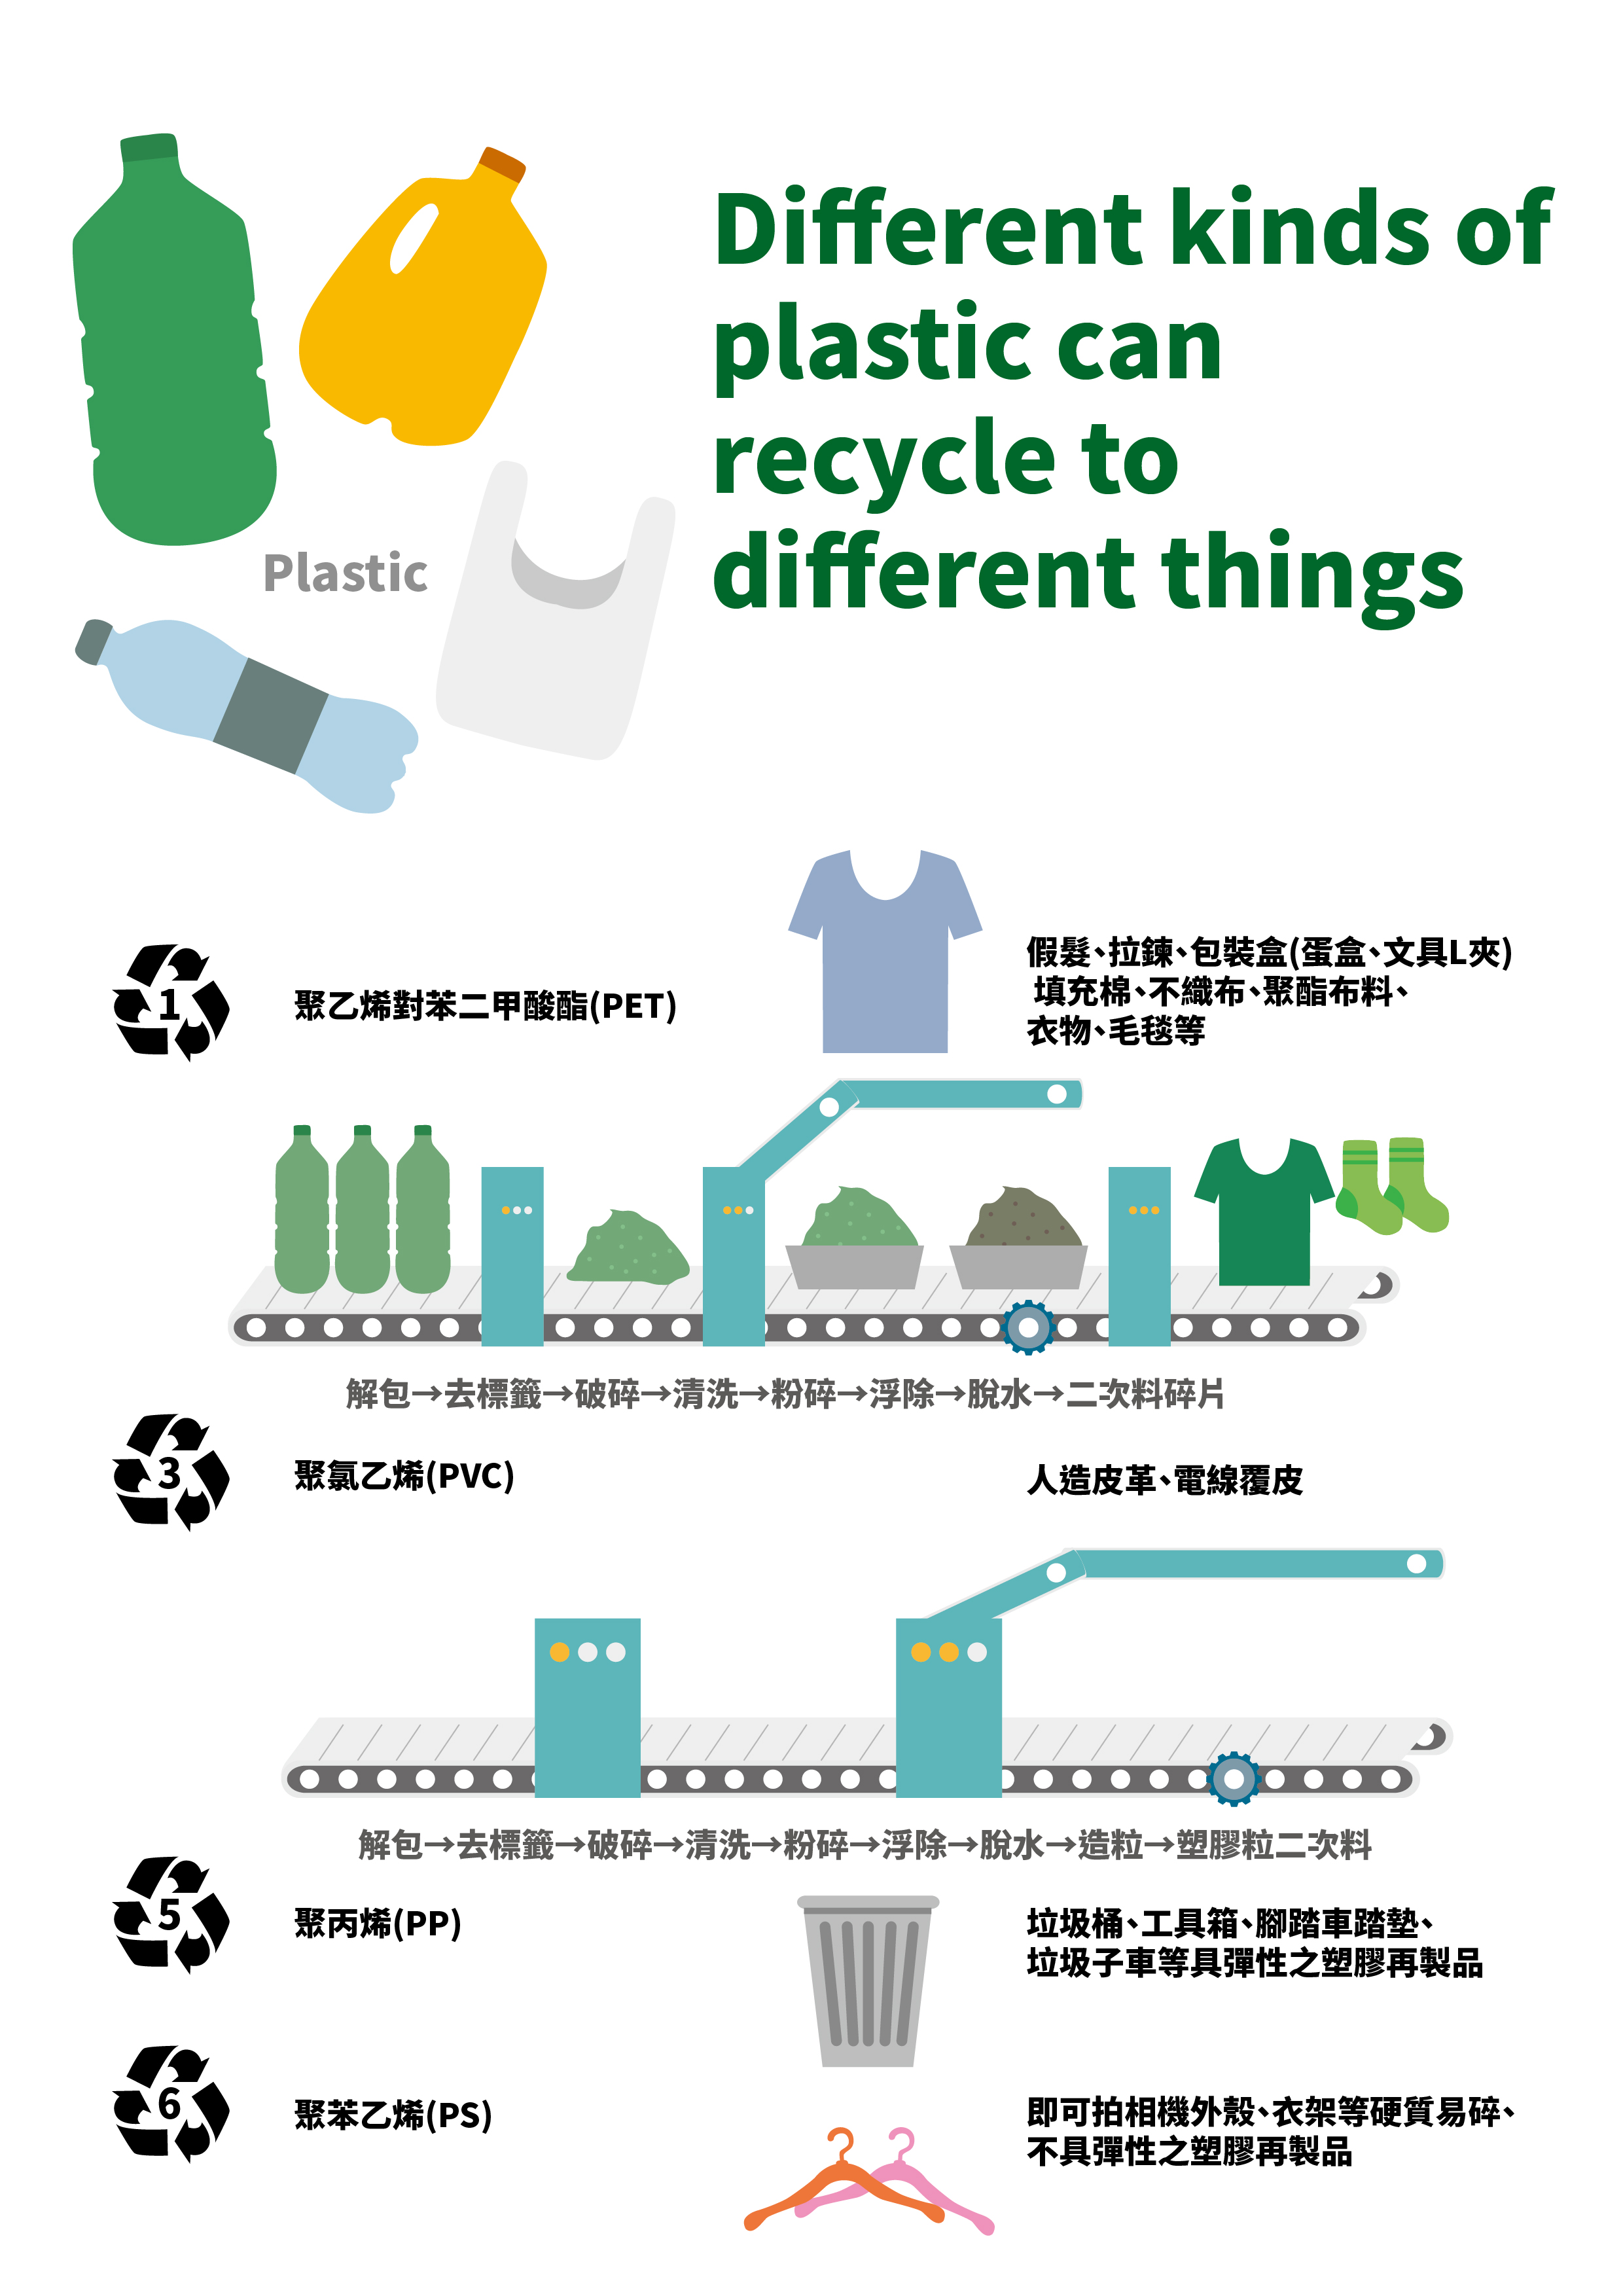 Different kinds of
plastic can
recycle to
different things
Plastic
1
聚乙烯對苯二甲酸酯(PET)
假髮、拉鍊、包裝盒(蛋盒、文具L夾)
填充棉、不織布、聚酯布料、
衣物、毛毯等
解包→去標籤→破碎→清洗→粉碎→浮除→脫水→二次料碎片
3
聚氯乙烯(PVC)
人造皮革、電線覆皮
解包→去標籤→破碎→清洗→粉碎→浮除→脫水→造粒→塑膠粒二次料
5
聚丙烯(PP)
垃圾桶、工具箱、腳踏車踏墊、
垃圾子車等具彈性之塑膠再製品
6
聚苯乙烯(PS)
即可拍相機外殼、衣架等硬質易碎、
不具彈性之塑膠再製品